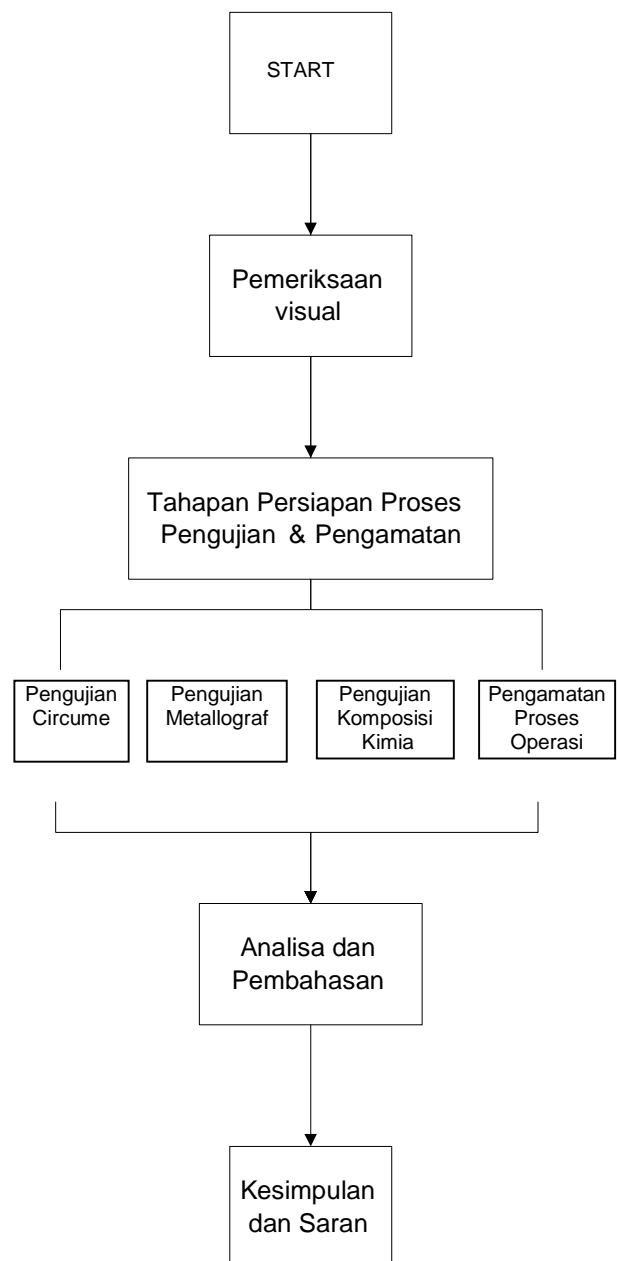 START
Pemeriksaan
visual
Tahapan Persiapan Proses
Pengujian & Pengamatan
Pengujian
Circume
Pengujian
Metallograf
Pengujian
Komposisi
Kimia
Pengamatan
Proses
Operasi
Analisa dan
Pembahasan
Kesimpulan
dan Saran